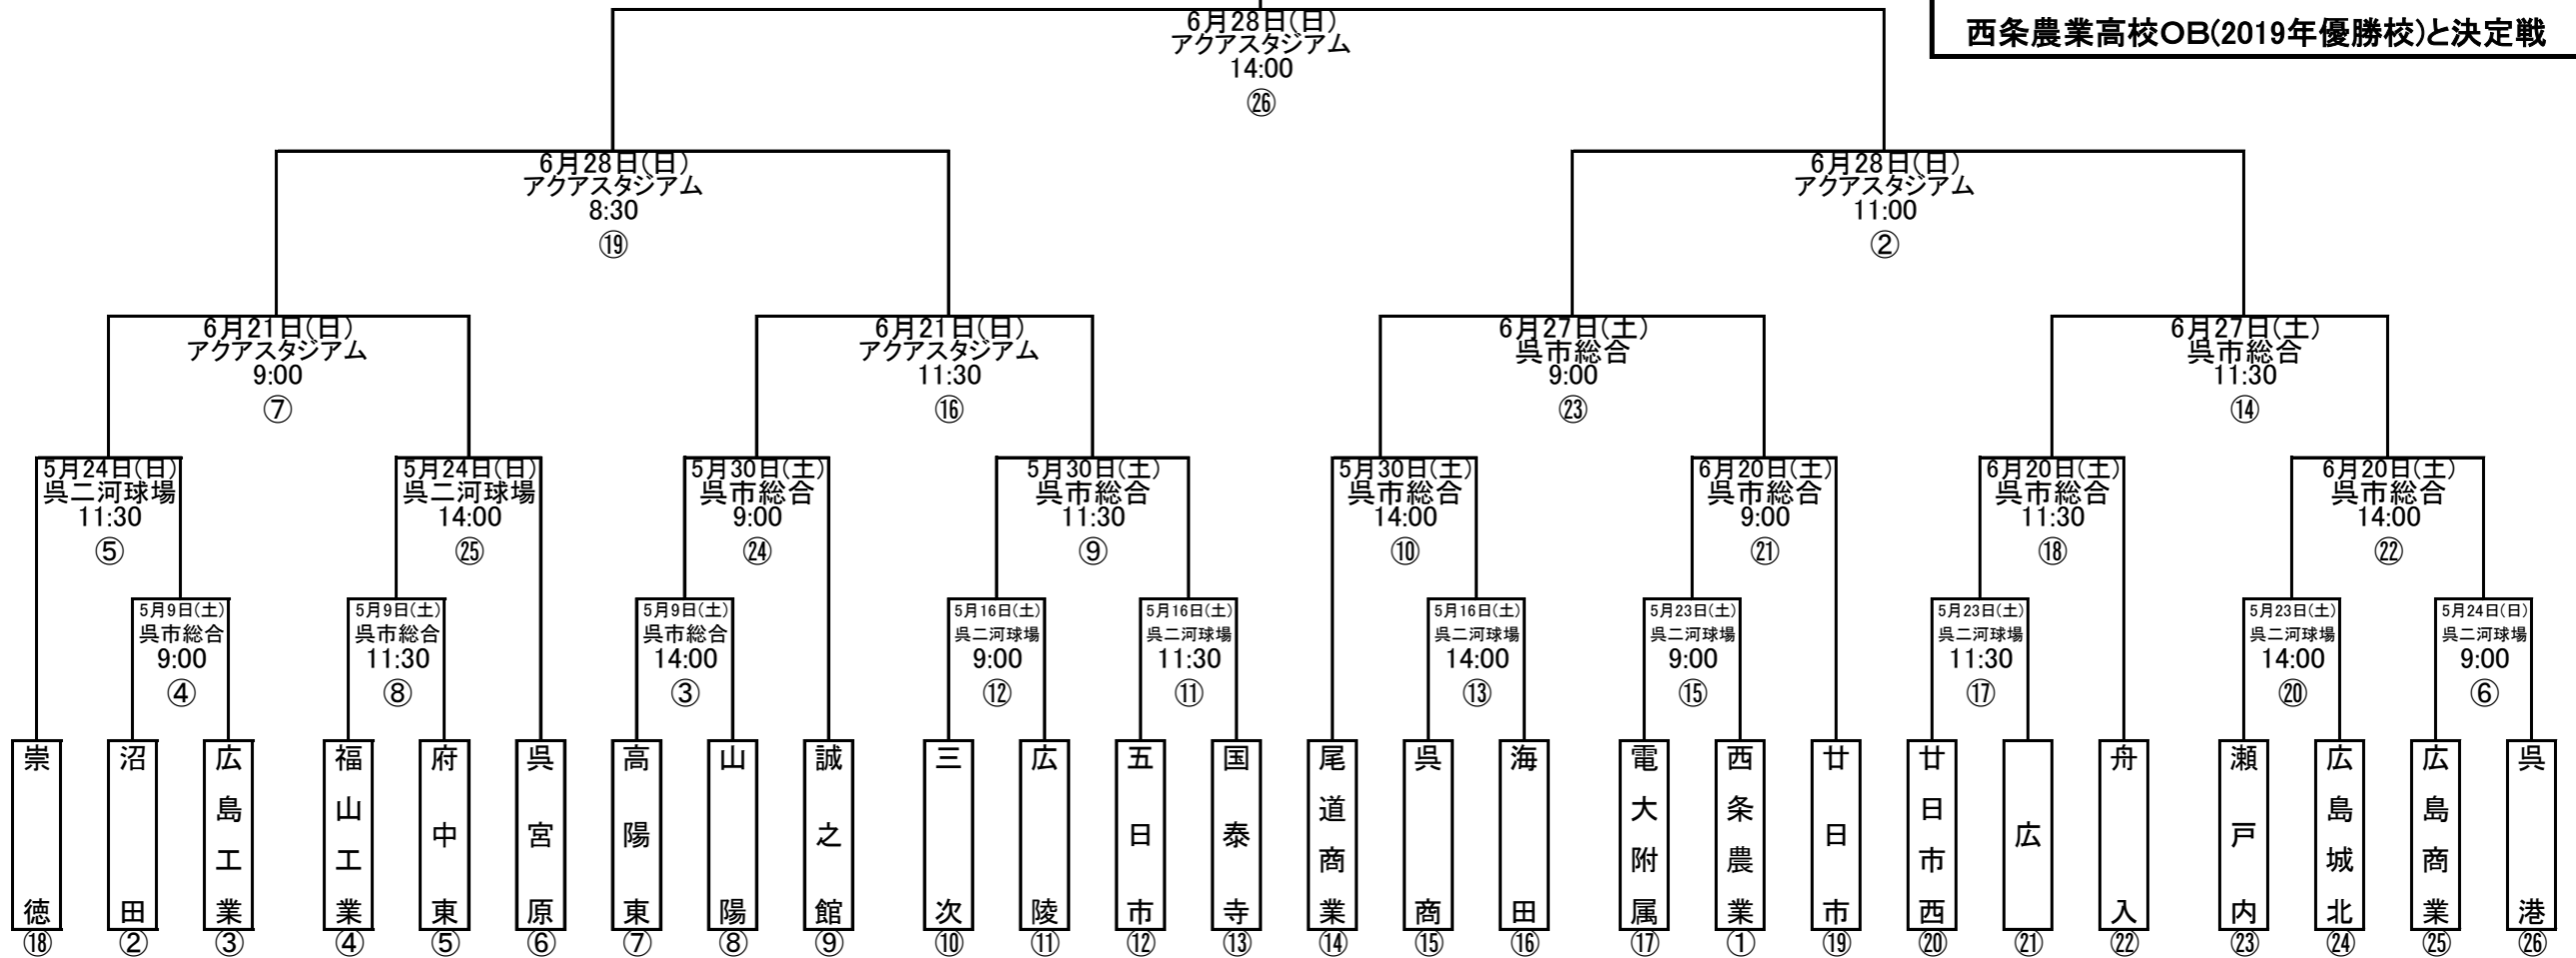 西条農業高校OB(2019年優勝校)と決定戦
6月28日(日)
アクアスタジアム
14:00
㉖
6月28日(日)
アクアスタジアム
8:30
⑲
6月28日(日)
アクアスタジアム
11:00
②
6月21日(日)
アクアスタジアム
9:00
⑦
6月21日(日)
アクアスタジアム
11:30
⑯
6月27日(土)
呉市総合
9:00
㉓
6月27日(土)
呉市総合
11:30
⑭
5月24日(日)
呉二河球場
11:30
⑤
5月24日(日)
呉二河球場
14:00
㉕
5月30日(土)
呉市総合
9:00
㉔
5月30日(土)
呉市総合
11:30
⑨
5月30日(土)
呉市総合
14:00
⑩
6月20日(土)
呉市総合
9:00
㉑
6月20日(土)
呉市総合
11:30
⑱
6月20日(土)
呉市総合
14:00
㉒
5月9日(土)
呉市総合
9:00
④
5月9日(土)
呉市総合
11:30
⑧
5月9日(土)
呉市総合
14:00
③
5月16日(土)
呉二河球場
9:00
⑫
5月16日(土)
呉二河球場
11:30
⑪
5月16日(土)
呉二河球場
14:00
⑬
5月23日(土)
呉二河球場
9:00
⑮
5月23日(土)
呉二河球場
11:30
⑰
5月23日(土)
呉二河球場
14:00
⑳
5月24日(日)
呉二河球場
9:00
⑥
崇徳
⑱
沼田
②
広島工業
③
福山工業
④
府中東
⑤
呉宮原
⑥
高陽東
⑦
山陽
⑧
誠之館
⑨
三次
⑩
広陵
⑪
五日市
⑫
国泰寺
⑬
尾道商業
⑭
呉商
⑮
海田
⑯
電大附属
⑰
西条農業
①
廿日市
⑲
廿日市西
⑳
広
㉑
舟入
㉒
瀬戸内
㉓
広島城北
㉔
広島商業
㉕
呉港
㉖